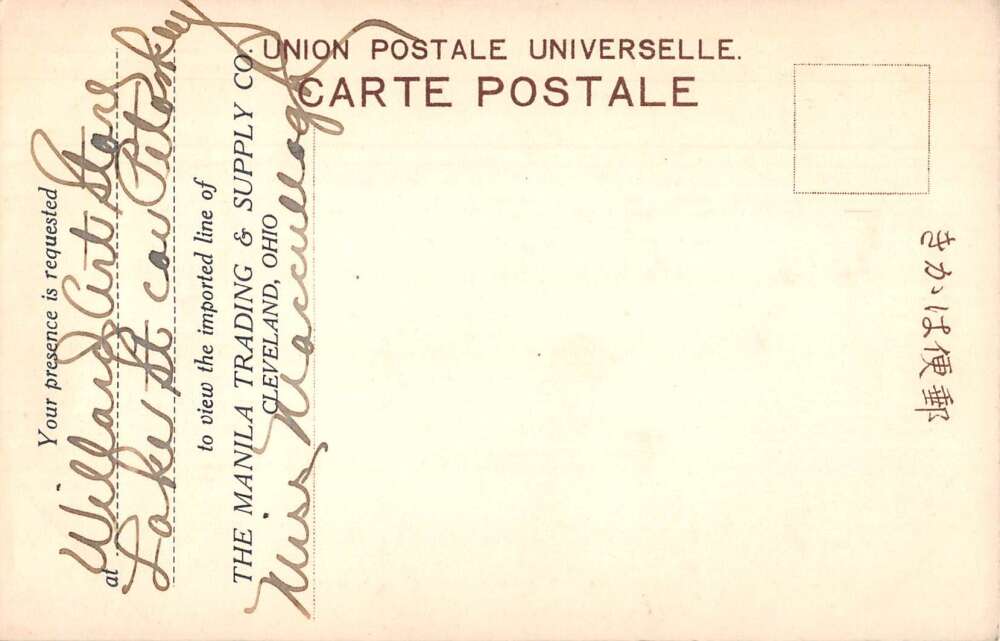 UNION POSTALE UNIVERSELLE.
CARTE POSTALE
郵便はかき
Your presence is requested
at Willard Art Store
Lake St Petoskey
to view the imported line of
THE MANILA TRADING & SUPPLY CO.
CLEVELAND, OHIO
Miss